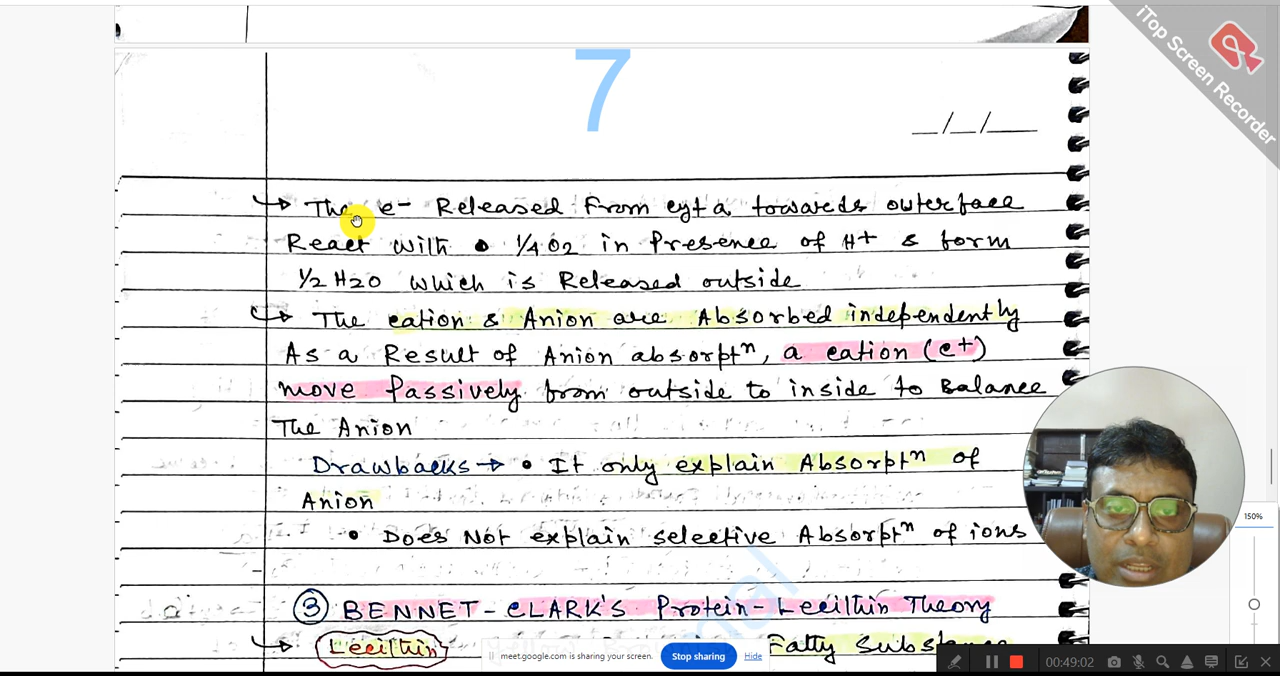 7
iTop Screen Recorder
_/_/__
→ The e- Released From cyta towards outerface
React With 1/4 O2 in Presence of H+ & form
1/2 H2O which is Released outside
→ The cation & Anion are Absorbed independently
As a Result of Anion absorptⁿ, a cation (c+)
move Passively from outside to inside to Balance
The Anion
Drawbacks → • It only explain Absorptⁿ of
Anion
• Does Not explain selective Absorptⁿ of ions
150%
③ BENNET-CLARK'S Protein-Lecithin Theory
→ Lecithin Fatty Substance
meet.google.com is sharing your screen. Stop sharing Hide
00:49:02